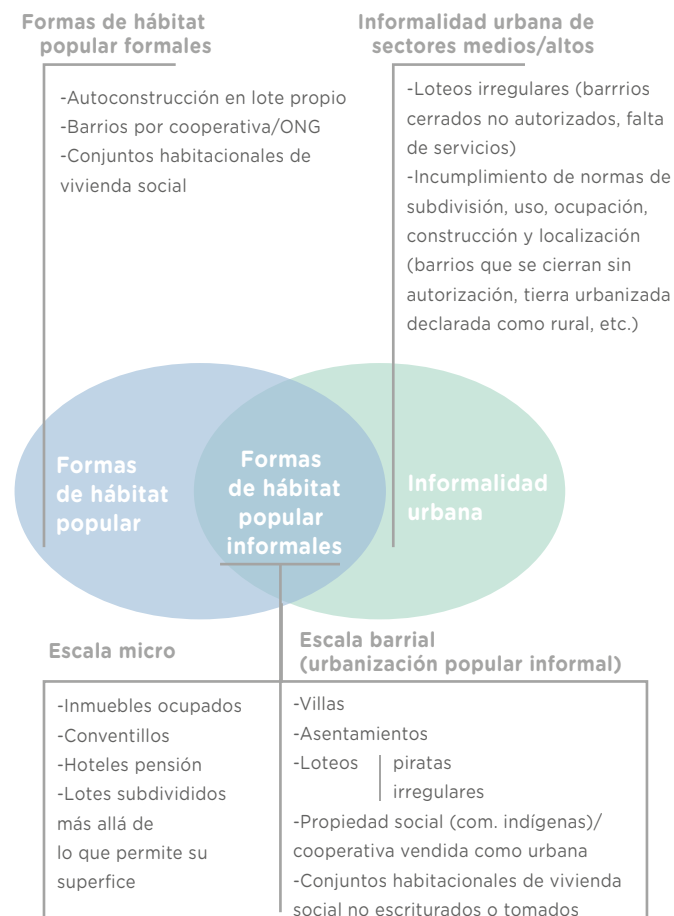 Formas de hábitat
popular formales
-Autoconstrucción en lote propio
-Barrios por cooperativa/ONG
-Conjuntos habitacionales de
vivienda social
Informalidad urbana de
sectores medios/altos
-Loteos irregulares (barrrios
cerrados no autorizados, falta
de servicios)
-Incumplimiento de normas de
subdivisión, uso, ocupación,
construcción y localización
(barrios que se cierran sin
autorización, tierra urbanizada
declarada como rural, etc.)
Formas
de hábitat
popular
Formas
de hábitat
popular
informales
Informalidad
urbana
Escala micro
-Inmuebles ocupados
-Conventillos
-Hoteles pensión
-Lotes subdivididos
más allá de
lo que permite su
superfice
Escala barrial
(urbanización popular informal)
-Villas
-Asentamientos
-Loteos piratas
irregulares
-Propiedad social (com. indígenas)/
cooperativa vendida como urbana
-Conjuntos habitacionales de vivienda
social no escriturados o tomados